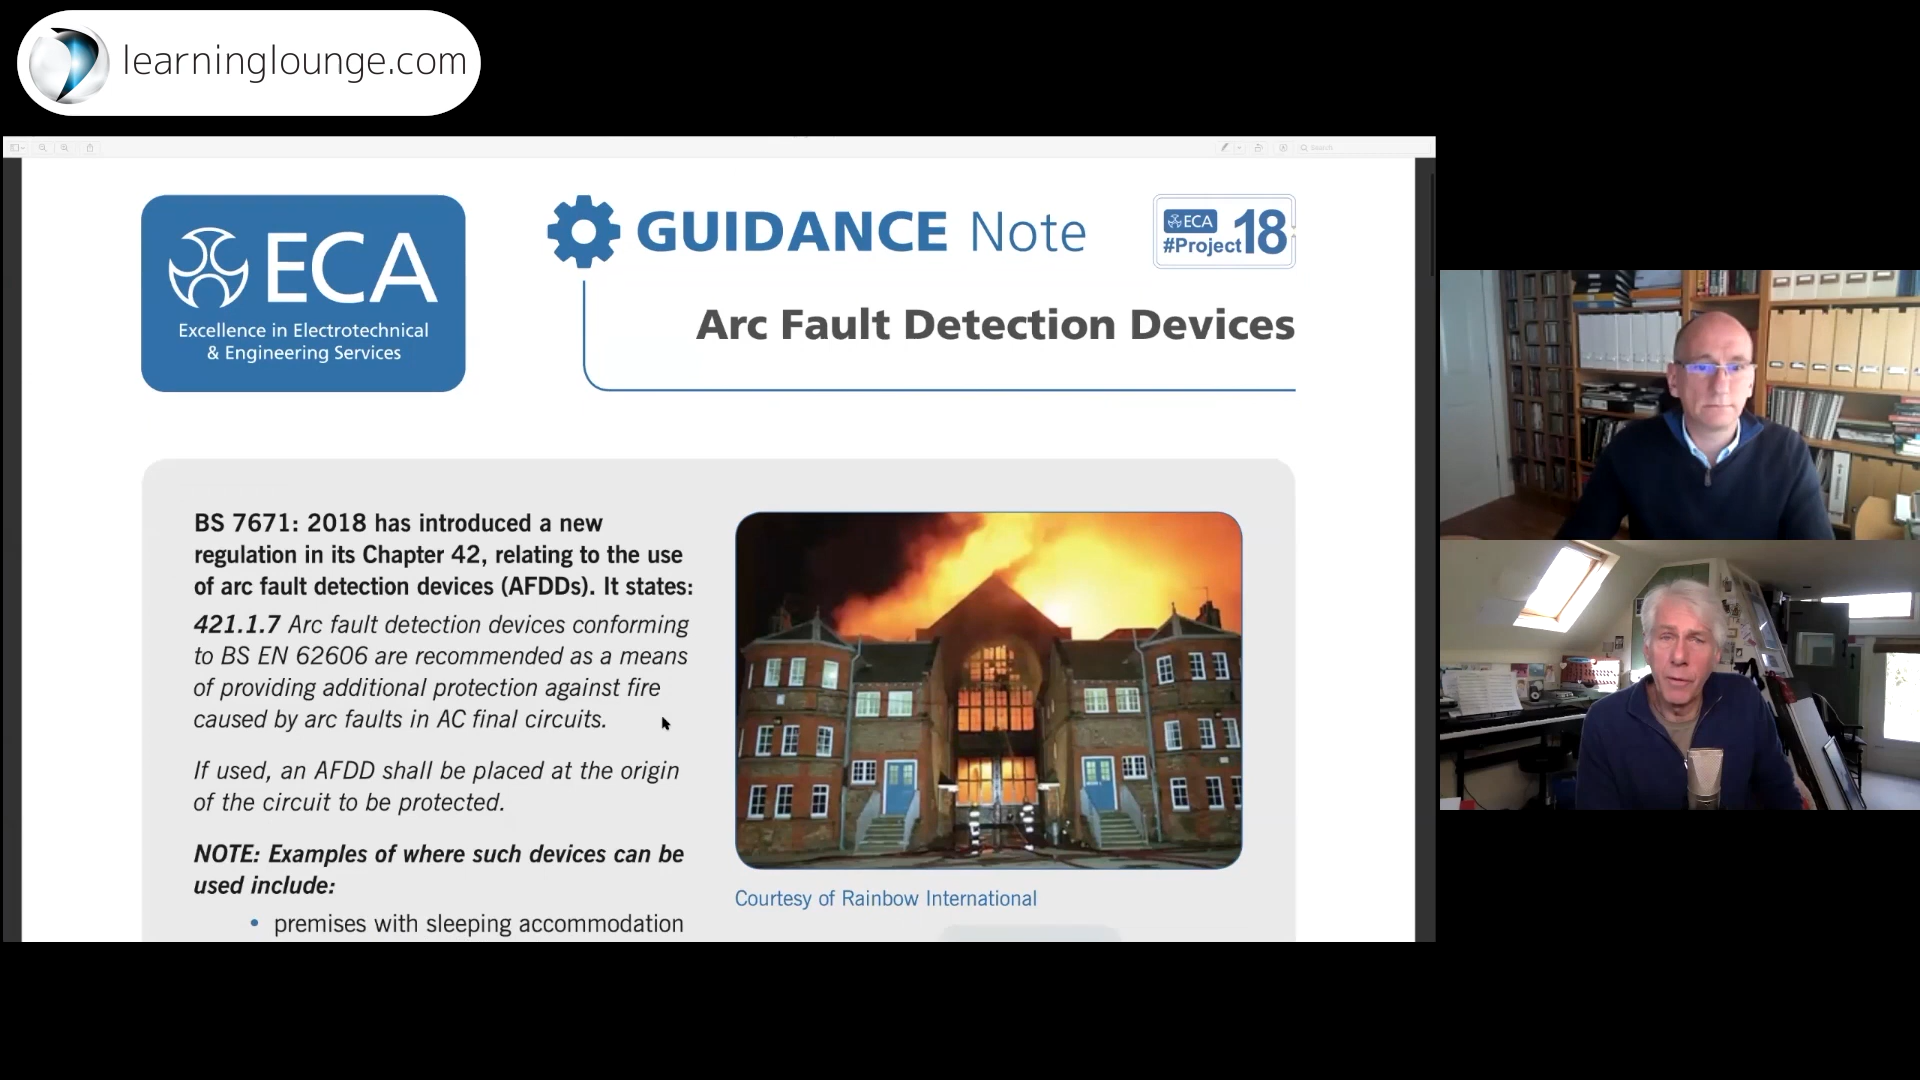 learninglounge.com
Search
ECA
Excellence in Electrotechnical
& Engineering Services
GUIDANCE Note
ECA
#Project18
Arc Fault Detection Devices
BS 7671: 2018 has introduced a new
regulation in its Chapter 42, relating to the use
of arc fault detection devices (AFDDs). It states:
421.1.7 Arc fault detection devices conforming
to BS EN 62606 are recommended as a means
of providing additional protection against fire
caused by arc faults in AC final circuits.
If used, an AFDD shall be placed at the origin
of the circuit to be protected.
NOTE: Examples of where such devices can be
used include:
• premises with sleeping accommodation
Courtesy of Rainbow International